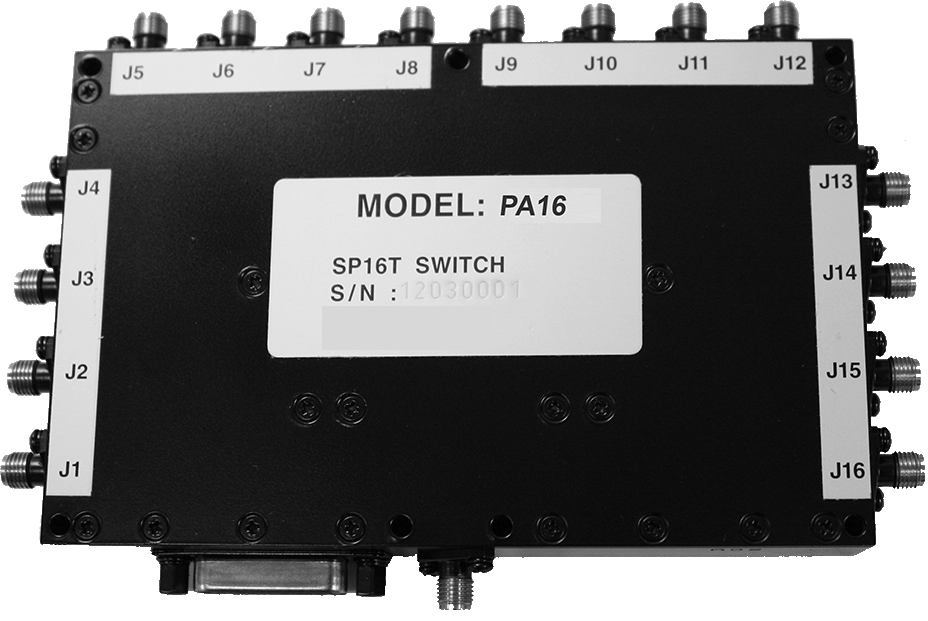 J5 J6 J7 J8 J9 J10 J11 J12
J4 J13
MODEL: PA16
SP16T SWITCH
J3 J14
S/N :12030001
J2 J15
J1 J16